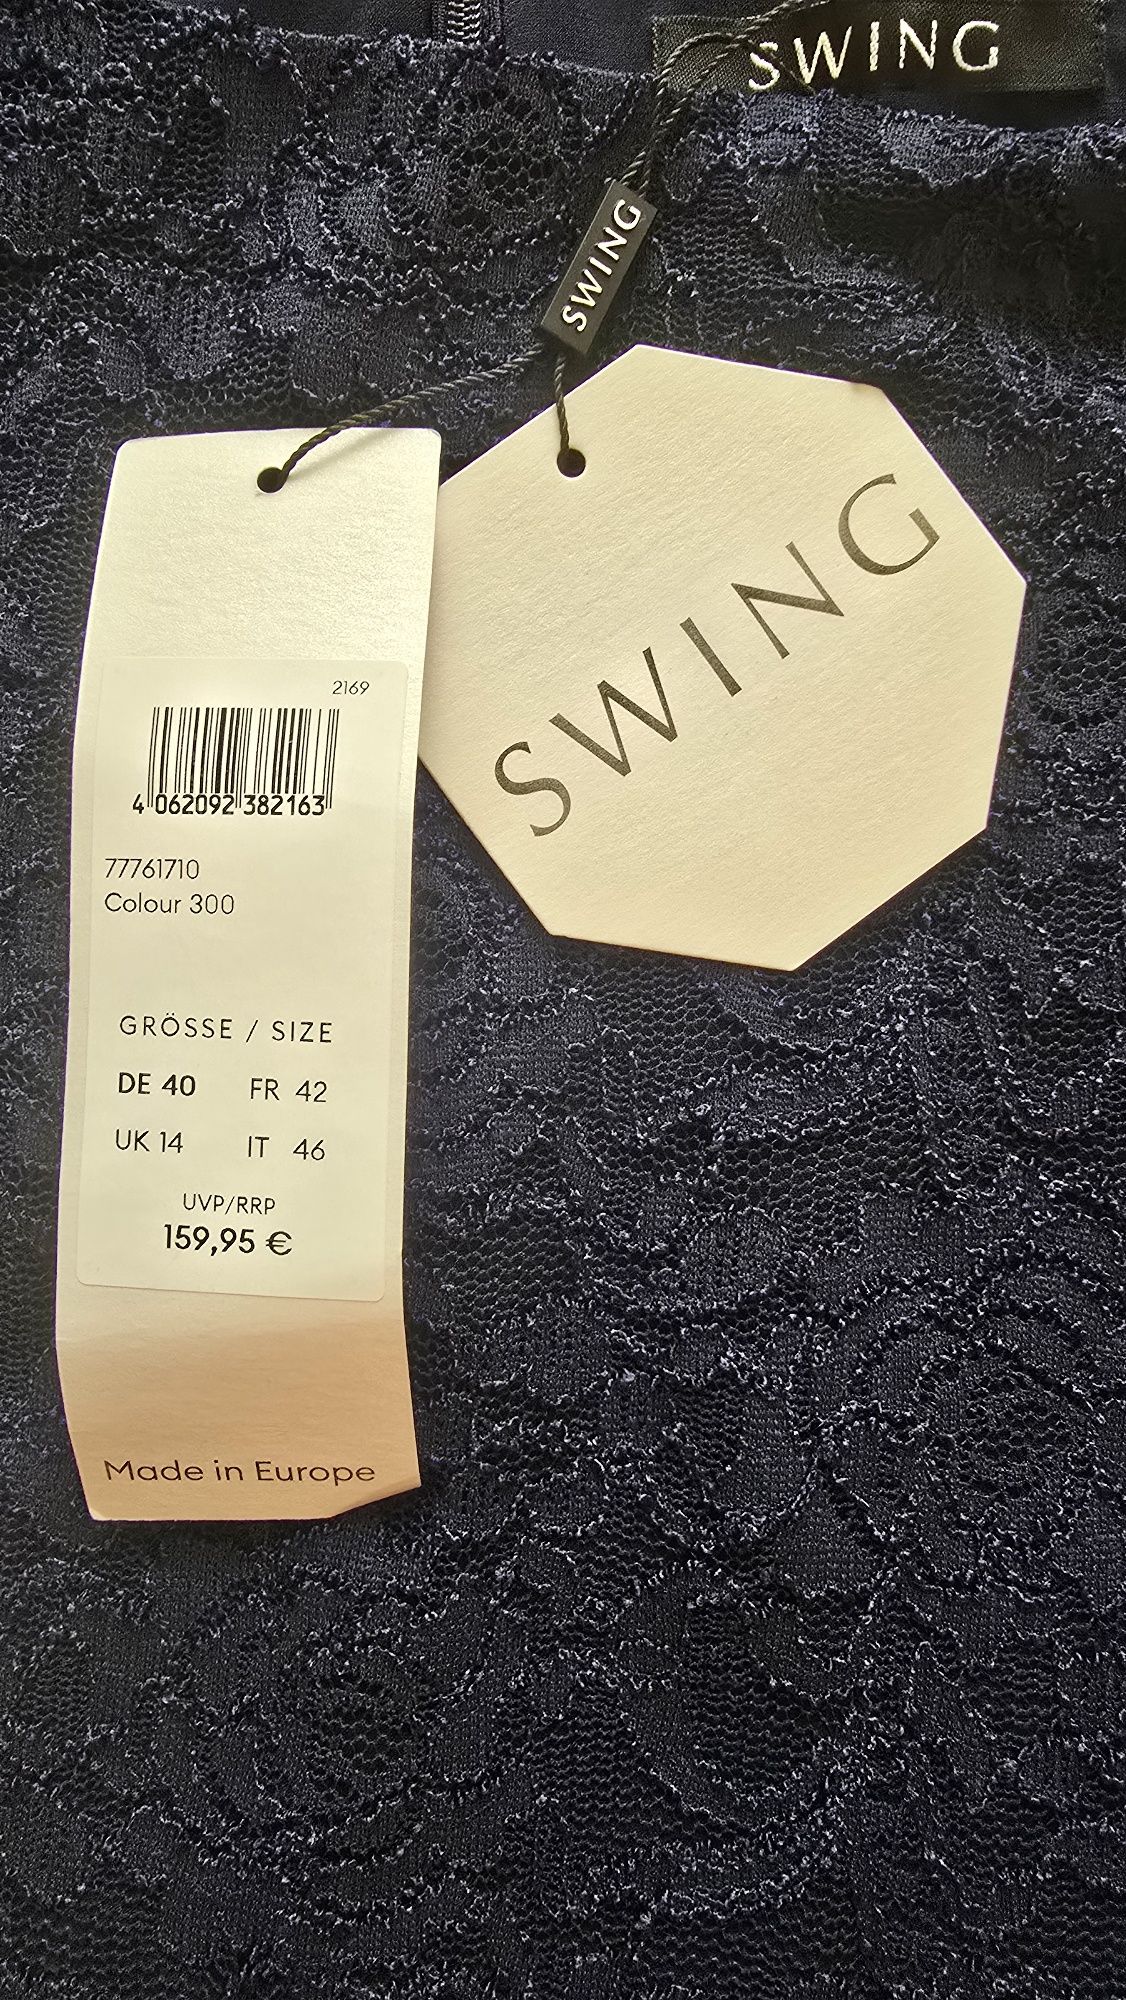 SWING
SWING
SWING
2169
4 062092 382163
77761710
Colour 300
GRÖSSE / SIZE
DE 40 FR 42
UK 14 IT 46
UVP/RRP
159,95 €
Made in Europe